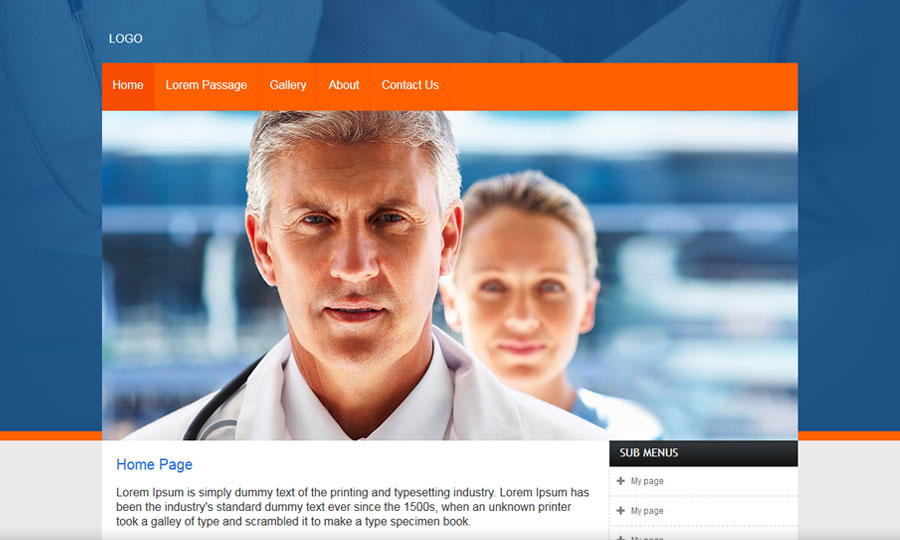 LOGO
Home Lorem Passage Gallery About Contact Us
Home Page
Lorem Ipsum is simply dummy text of the printing and typesetting industry. Lorem Ipsum has
been the industry's standard dummy text ever since the 1500s, when an unknown printer
took a galley of type and scrambled it to make a type specimen book.
SUB MENUS
My page
My page
My page